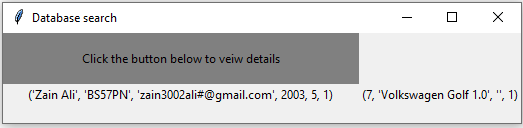 Database search
Click the button below to veiw details
('Zain Ali', 'BS57PN', 'zain3002ali#@gmail.com', 2003, 5, 1) (7, 'Volkswagen Golf 1.0', '', 1)